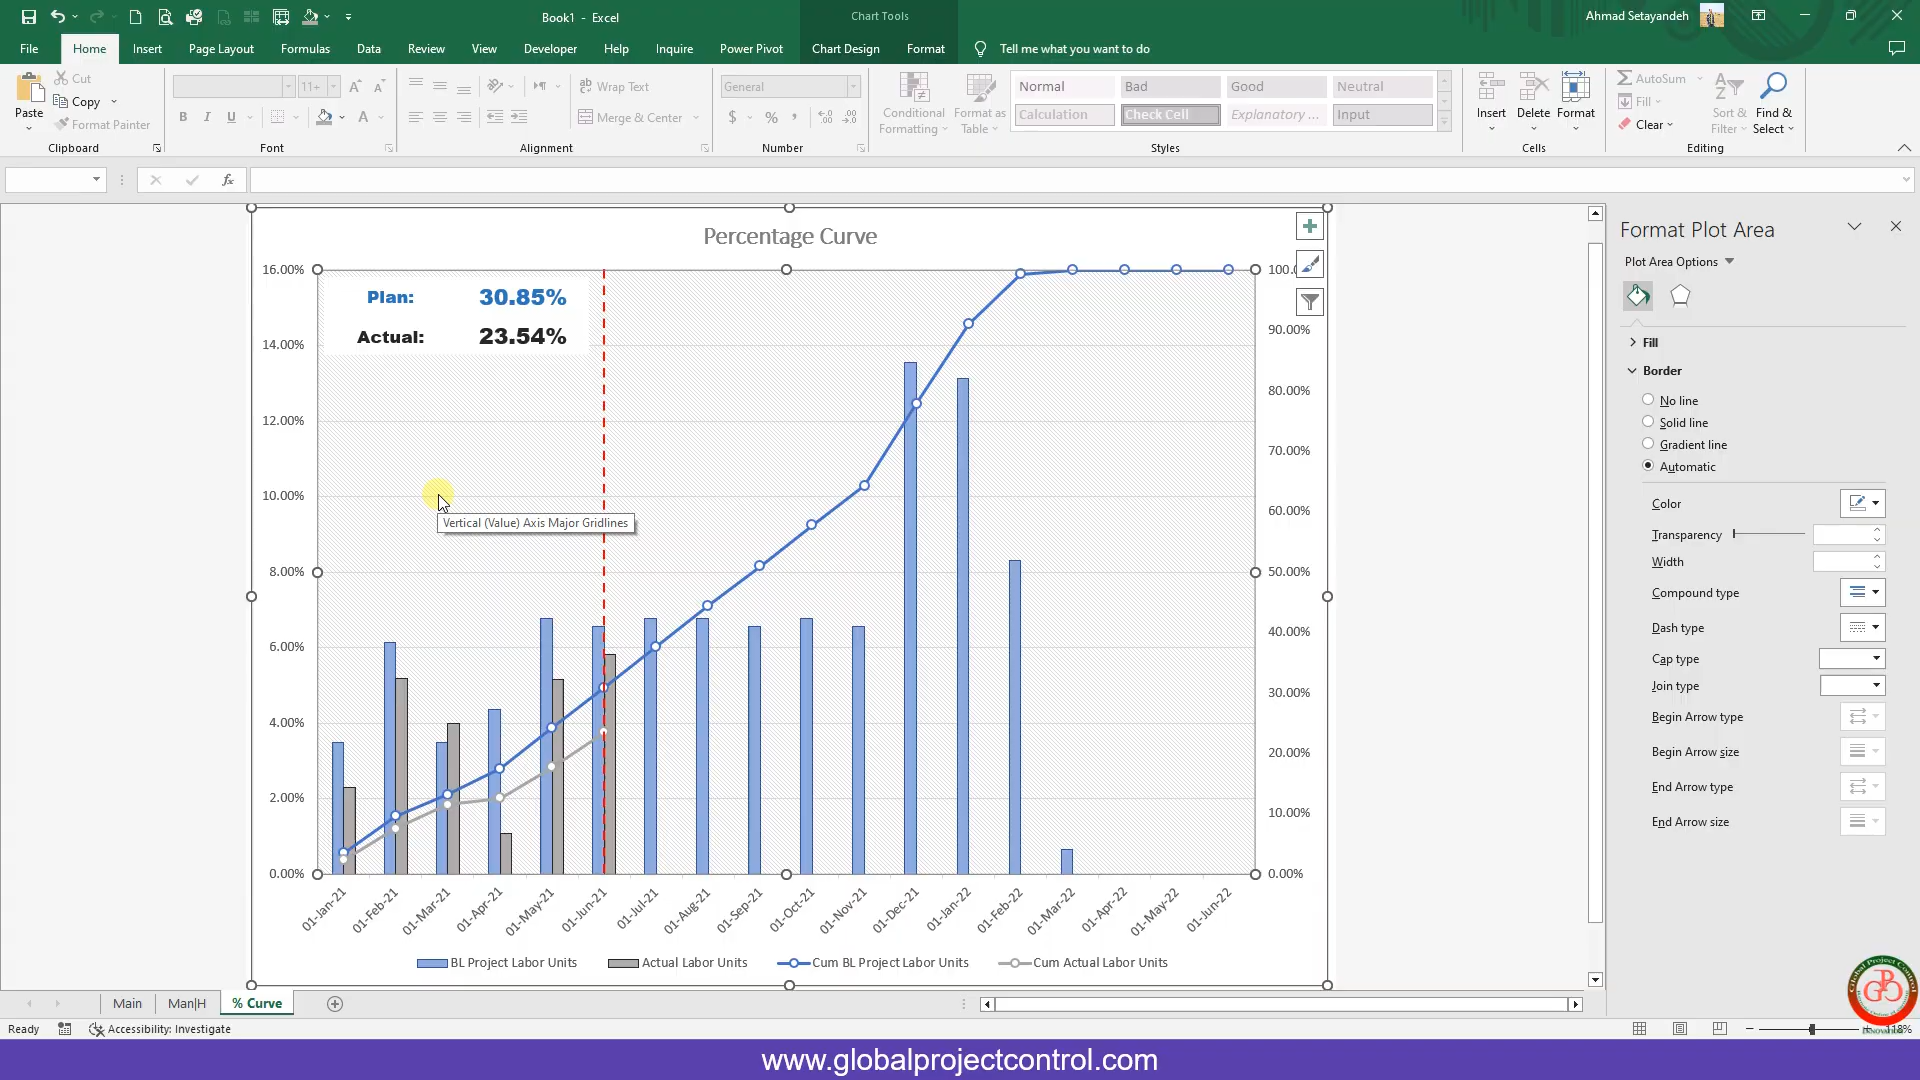 Book1 - Excel
Chart Tools
Ahmad Setayandeh
File
Home
Insert
Page Layout
Formulas
Data
Review
View
Developer
Help
Inquire
Power Pivot
Chart Design
Format
Tell me what you want to do
Paste
Cut
Copy
Format Painter
Clipboard
11+
Font
Wrap Text
Merge & Center
Alignment
General
Number
Conditional
Formatting
Format as
Table
Normal
Bad
Good
Neutral
Calculation
Check Cell
Explanatory ...
Input
Styles
Insert
Delete
Format
Cells
AutoSum
Fill
Clear
Sort &
Filter
Find &
Select
Editing
fx
Percentage Curve
Plan: 30.85%
Actual: 23.54%
16.00%
14.00%
12.00%
10.00%
8.00%
6.00%
4.00%
2.00%
0.00%
Vertical (Value) Axis Major Gridlines
100.0
90.00%
80.00%
70.00%
60.00%
50.00%
40.00%
30.00%
20.00%
10.00%
0.00%
01-Jan-21
01-Feb-21
01-Mar-21
01-Apr-21
01-May-21
01-Jun-21
01-Jul-21
01-Aug-21
01-Sep-21
01-Oct-21
01-Nov-21
01-Dec-21
01-Jan-22
01-Feb-22
01-Mar-22
01-Apr-22
01-May-22
01-Jun-22
BL Project Labor Units
Actual Labor Units
Cum BL Project Labor Units
Cum Actual Labor Units
Format Plot Area
Plot Area Options
Fill
Border
No line
Solid line
Gradient line
Automatic
Color
Transparency
Width
Compound type
Dash type
Cap type
Join type
Begin Arrow type
Begin Arrow size
End Arrow type
End Arrow size
Main
Man|H
% Curve
Ready
Accessibility: Investigate
www.globalprojectcontrol.com